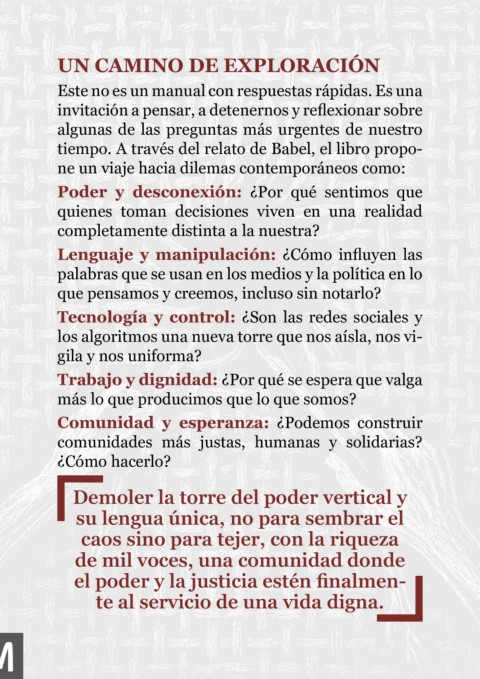 UN CAMINO DE EXPLORACIÓN
Este no es un manual con respuestas rápidas. Es una
invitación a pensar, a detenernos y reflexionar sobre
algunas de las preguntas más urgentes de nuestro
tiempo. A través del relato de Babel, el libro propo-
ne un viaje hacia dilemas contemporáneos como:
Poder y desconexión: ¿Por qué sentimos que
quienes toman decisiones viven en una realidad
completamente distinta a la nuestra?
Lenguaje y manipulación: ¿Cómo influyen las
palabras que se usan en los medios y la política en lo
que pensamos y creemos, incluso sin notarlo?
Tecnología y control: ¿Son las redes sociales y
los algoritmos una nueva torre que nos aísla, nos vi-
gila y nos uniforma?
Trabajo y dignidad: ¿Por qué se espera que valga
más lo que producimos que lo que somos?
Comunidad y esperanza: ¿Podemos construir
comunidades más justas, humanas y solidarias?
¿Cómo hacerlo?
Demoler la torre del poder vertical y
su lengua única, no para sembrar el
caos sino para tejer, con la riqueza
de mil voces, una comunidad donde
el poder y la justicia estén finalmen-
te al servicio de una vida digna.
M